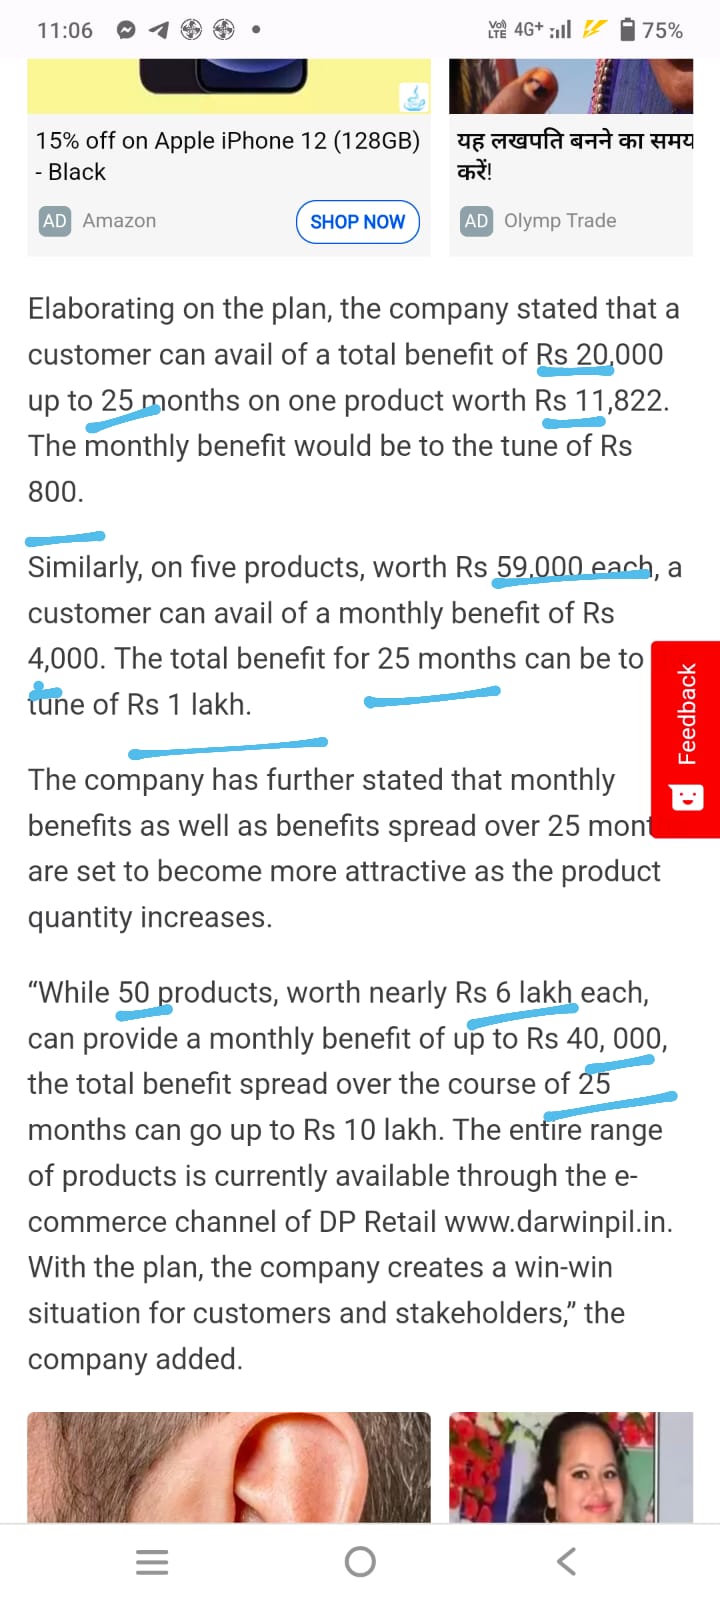 11:06
Vo) LTE 4G+ 75%
15% off on Apple iPhone 12 (128GB)
- Black
AD Amazon SHOP NOW
यह लखपति बनने का समय
करें!
AD Olymp Trade
Elaborating on the plan, the company stated that a
customer can avail of a total benefit of Rs 20,000
up to 25 months on one product worth Rs 11,822.
The monthly benefit would be to the tune of Rs
800.
Similarly, on five products, worth Rs 59,000 each, a
customer can avail of a monthly benefit of Rs
4,000. The total benefit for 25 months can be to
tune of Rs 1 lakh.
Feedback
The company has further stated that monthly
benefits as well as benefits spread over 25 mont
are set to become more attractive as the product
quantity increases.
“While 50 products, worth nearly Rs 6 lakh each,
can provide a monthly benefit of up to Rs 40, 000,
the total benefit spread over the course of 25
months can go up to Rs 10 lakh. The entire range
of products is currently available through the e-
commerce channel of DP Retail www.darwinpil.in.
With the plan, the company creates a win-win
situation for customers and stakeholders,” the
company added.